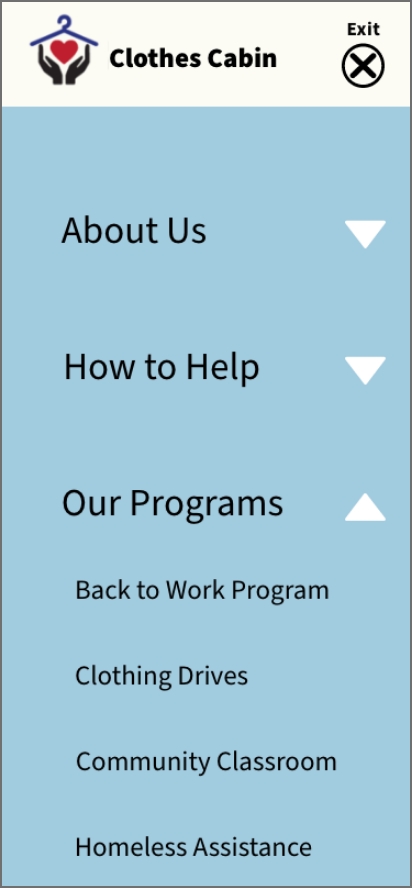 Exit
Clothes Cabin
About Us
How to Help
Our Programs
Back to Work Program
Clothing Drives
Community Classroom
Homeless Assistance